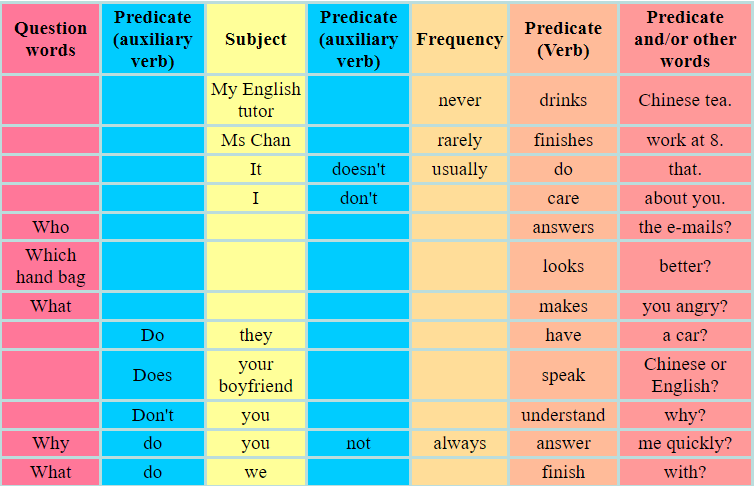 Question words | Predicate (auxiliary verb) | Subject | Predicate (auxiliary verb) | Frequency | Predicate (Verb) | Predicate and/or other words
My English tutor | never | drinks | Chinese tea.
Ms Chan | rarely | finishes | work at 8.
It | doesn't | usually | do | that.
I | don't | care | about you.
Who | answers | the e-mails?
Which hand bag | looks | better?
What | makes | you angry?
Do | they | have | a car?
Does | your boyfriend | speak | Chinese or English?
Don't | you | understand | why?
Why | do | you | not | always | answer | me quickly?
What | do | we | finish | with?